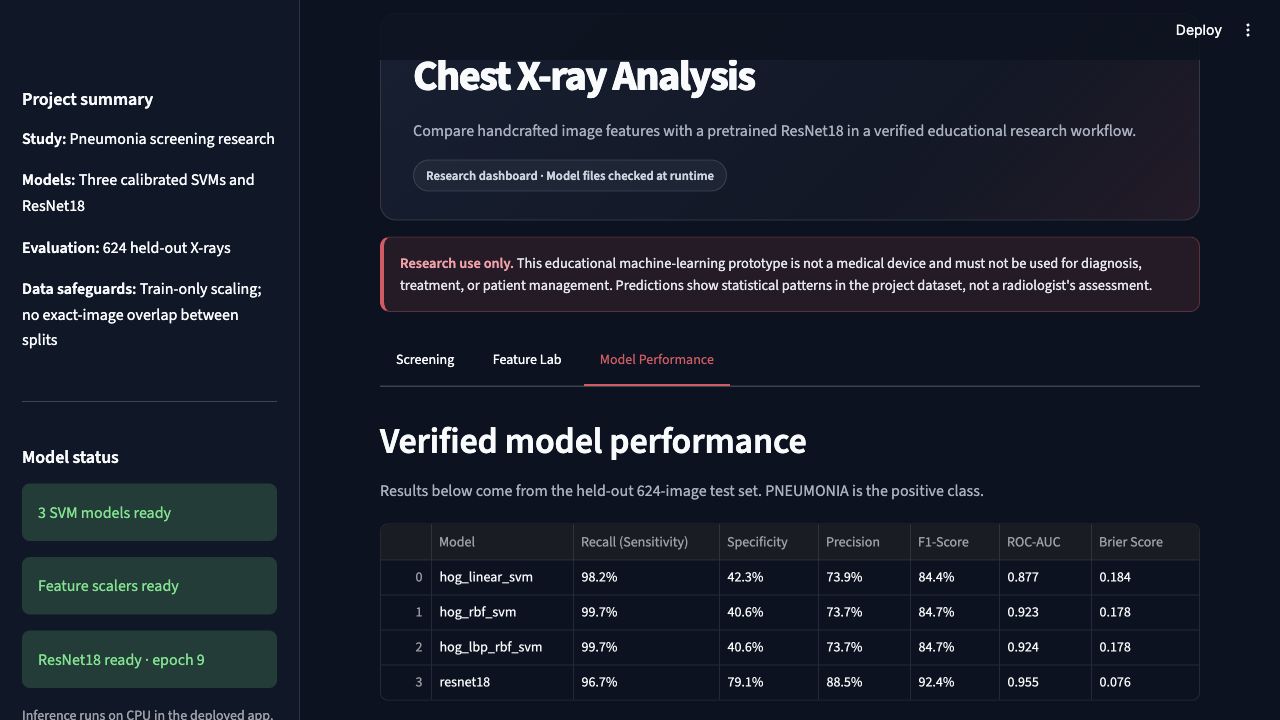 Deploy
Project summary
Study: Pneumonia screening research
Models: Three calibrated SVMs and
ResNet18
Evaluation: 624 held-out X-rays
Data safeguards: Train-only scaling;
no exact-image overlap between
splits
Model status
3 SVM models ready
Feature scalers ready
ResNet18 ready · epoch 9
Inference runs on CPU in the deployed app.
Chest X-ray Analysis
Compare handcrafted image features with a pretrained ResNet18 in a verified educational research workflow.
Research dashboard · Model files checked at runtime
Research use only. This educational machine-learning prototype is not a medical device and must not be used for diagnosis,
treatment, or patient management. Predictions show statistical patterns in the project dataset, not a radiologist's assessment.
Screening Feature Lab Model Performance
Verified model performance
Results below come from the held-out 624-image test set. PNEUMONIA is the positive class.
Model Recall (Sensitivity) Specificity Precision F1-Score ROC-AUC Brier Score
0 hog_linear_svm 98.2% 42.3% 73.9% 84.4% 0.877 0.184
1 hog_rbf_svm 99.7% 40.6% 73.7% 84.7% 0.923 0.178
2 hog_lbp_rbf_svm 99.7% 40.6% 73.7% 84.7% 0.924 0.178
3 resnet18 96.7% 79.1% 88.5% 92.4% 0.955 0.076